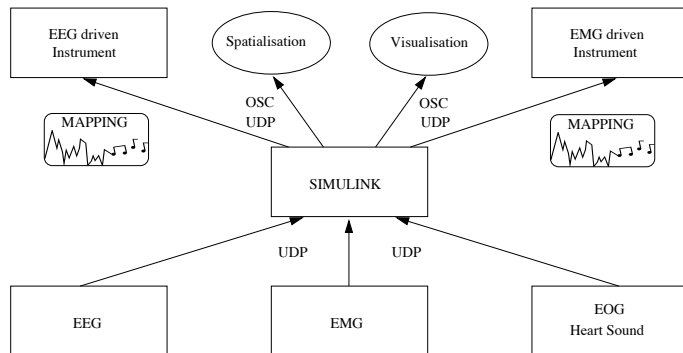 EEG driven
Instrument
Spatialisation
Visualisation
EMG driven
Instrument
OSC
UDP
OSC
UDP
MAPPING
MAPPING
SIMULINK
UDP
UDP
EEG
EMG
EOG
Heart Sound